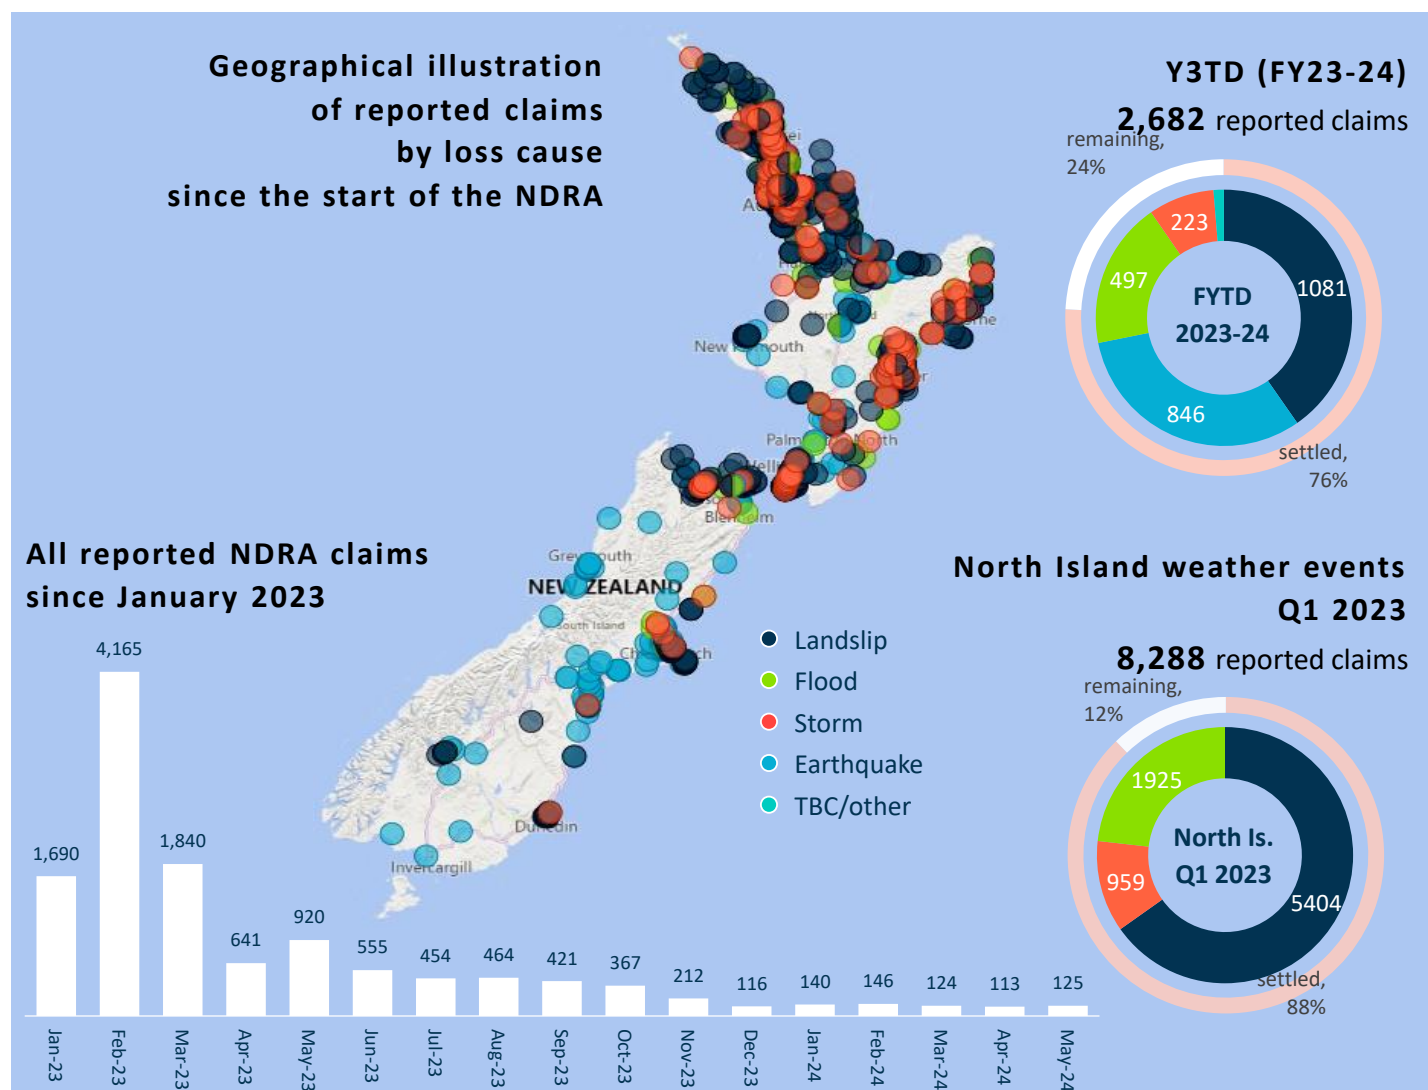 Geographical illustration
of reported claims
by loss cause
since the start of the NDRA
Y3TD (FY23-24)
2,682 reported claims
remaining,
24%
223
497
1081
846
FYTD
2023-24
settled,
76%
New Plymouth
Palmerston North
Blenheim
Greymouth
NEW ZEALAND
South Island
Christchurch
Dunedin
Invercargill
Landslip
Flood
Storm
Earthquake
TBC/other
North Island weather events
Q1 2023
8,288 reported claims
remaining,
12%
1925
959
5404
North Is.
Q1 2023
settled,
88%
All reported NDRA claims
since January 2023
1,690
4,165
1,840
641
920
555
454
464
421
367
212
116
140
146
124
113
125
Jan-23
Feb-23
Mar-23
Apr-23
May-23
Jun-23
Jul-23
Aug-23
Sep-23
Oct-23
Nov-23
Dec-23
Jan-24
Feb-24
Mar-24
Apr-24
May-24